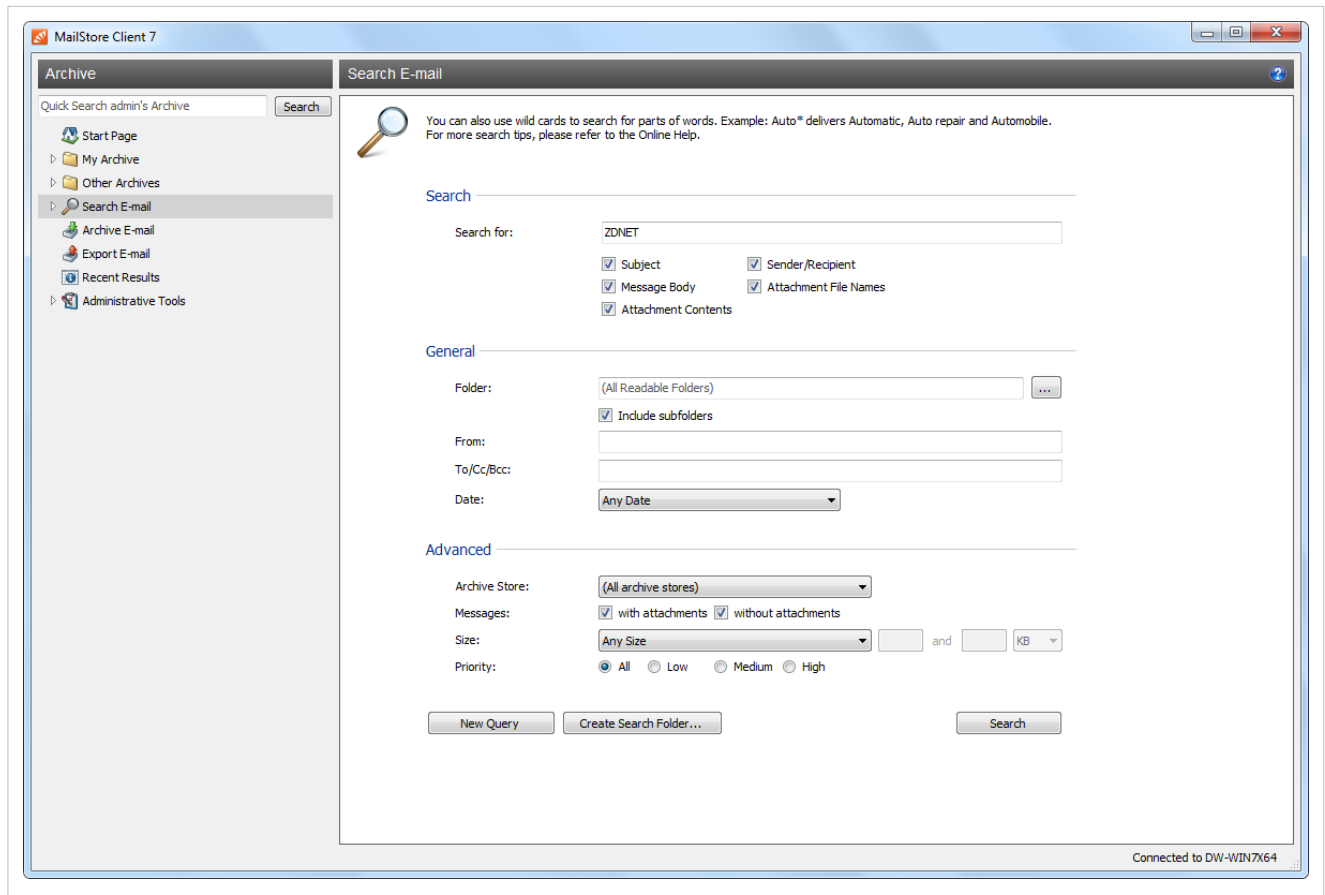 MailStore Client 7
Archive
Search E-mail
Quick Search admin's Archive
Search
Start Page
My Archive
Other Archives
Search E-mail
Archive E-mail
Export E-mail
Recent Results
Administrative Tools
You can also use wild cards to search for parts of words. Example: Auto* delivers Automatic, Auto repair and Automobile.
For more search tips, please refer to the Online Help.
Search
Search for: ZDNET
Subject Sender/Recipient
Message Body Attachment File Names
Attachment Contents
General
Folder: (All Readable Folders) ...
Include subfolders
From:
To/Cc/Bcc:
Date: Any Date
Advanced
Archive Store: (All archive stores)
Messages: with attachments without attachments
Size: Any Size and KB
Priority: All Low Medium High
New Query Create Search Folder... Search
Connected to DW-WIN7X64